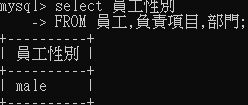 mysql> select 員工性別
    -> FROM 員工,負責項目,部門;
+----------+
| 員工性別 |
+----------+
| male     |